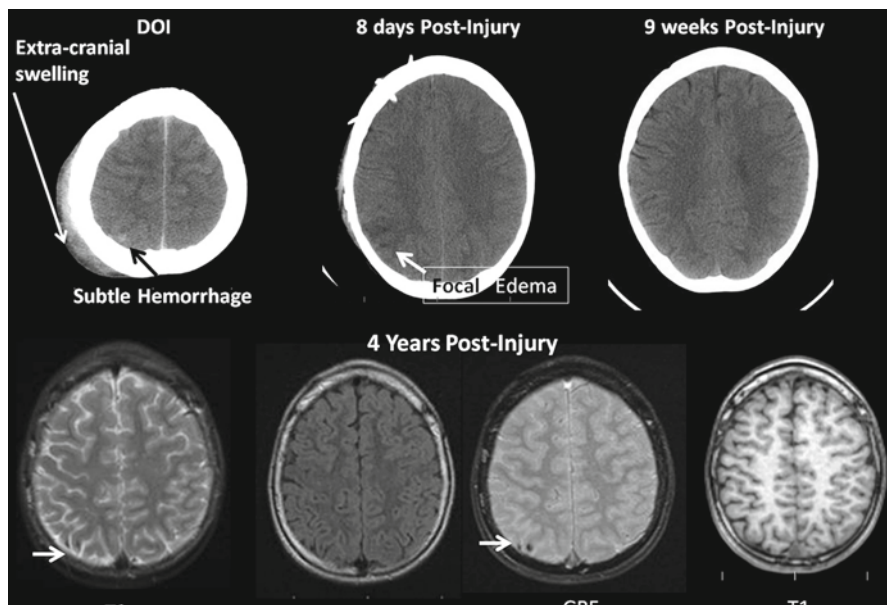 DOI
8 days Post-Injury
9 weeks Post-Injury
Extra-cranial
swelling
Subtle Hemorrhage
Focal Edema
4 Years Post-Injury
T1